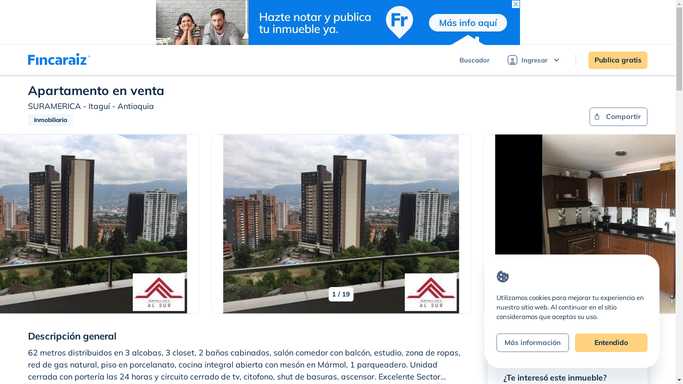 Hazte notar y publica
tu inmueble ya.
Fr
Más info aquí
Fincaraiz
Buscador
Ingresar
Publica gratis
Apartamento en venta
SURAMERICA - Itaguí - Antioquia
Inmobiliaria
Compartir
AL SUR
1 / 19
AL SUR
Utilizamos cookies para mejorar tu experiencia en
nuestro sitio web. Al continuar en el sitio
consideramos que aceptas su uso.
Más información
Entendido
Descripción general
62 metros distribuidos en 3 alcobas, 3 closet, 2 baños cabinados, salón comedor con balcón, estudio, zona de ropas,
red de gas natural, piso en porcelanato, cocina integral abierta con mesón en Mármol, 1 parqueadero. Unidad
cerrada con portería las 24 horas y circuito cerrado de tv, citofono, shut de basuras, ascensor. Excelente Sector...
¿Te interesó este inmueble?